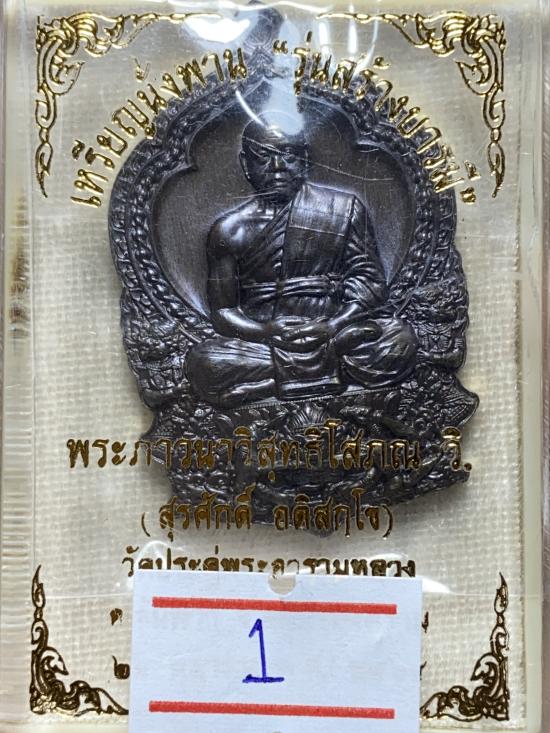 เหรียญนั่งพาน "รุ่นสร้างบารมี"
พระภาวนาวิสุทธิโสภณ วิ.
(สุรศักดิ์ อติสกฺโข)
วัดประดู่พระอารามหลวง
1